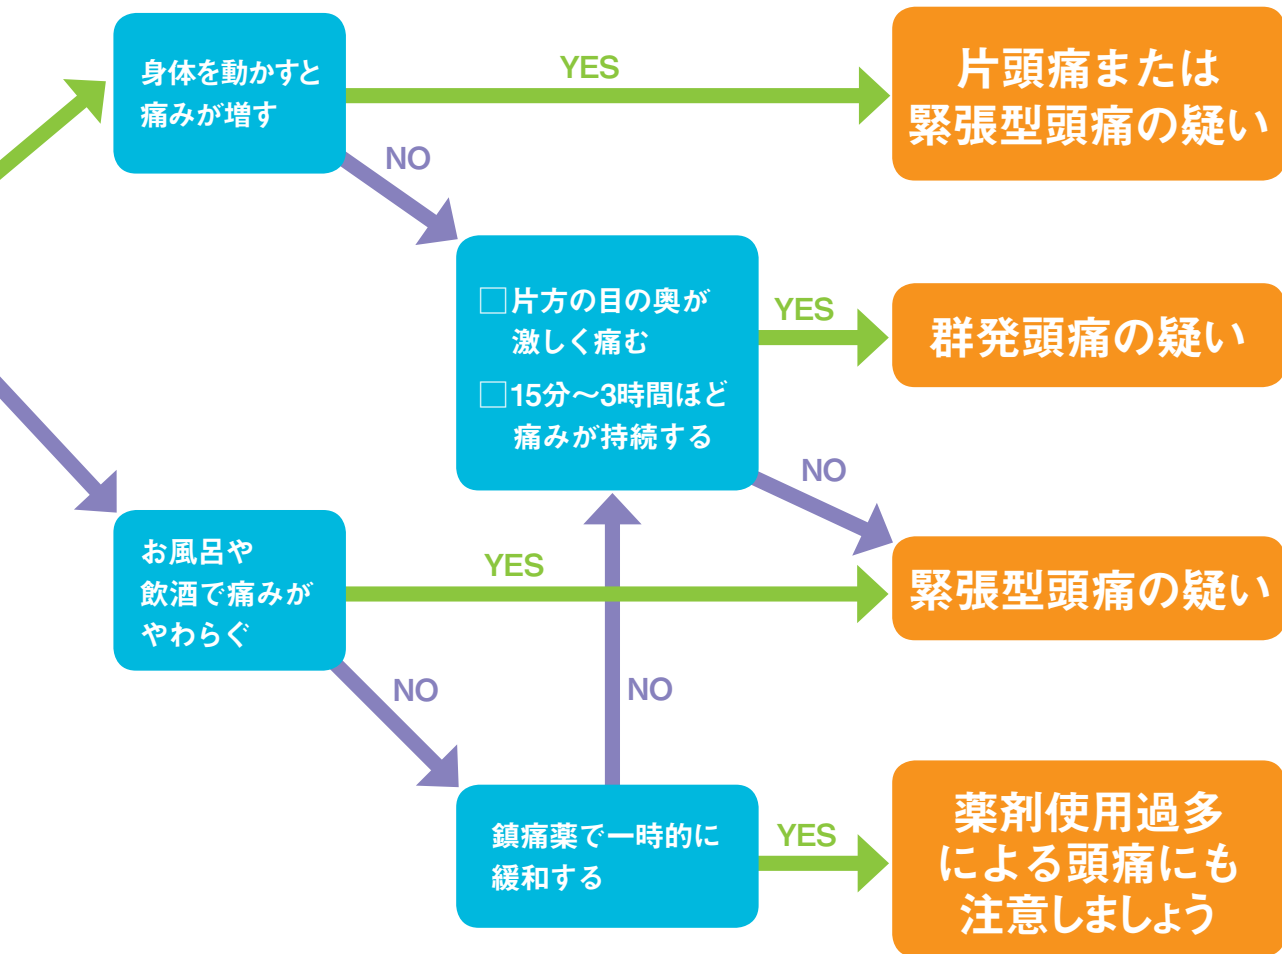 身体を動かすと
痛みが増す
YES
片頭痛または
緊張型頭痛の疑い
NO
□片方の目の奥が
激しく痛む
□15分〜3時間ほど
痛みが持続する
YES
群発頭痛の疑い
NO
お風呂や
飲酒で痛みが
やわらぐ
YES
緊張型頭痛の疑い
NO
NO
鎮痛薬で一時的に
緩和する
YES
薬剤使用過多
による頭痛にも
注意しましょう